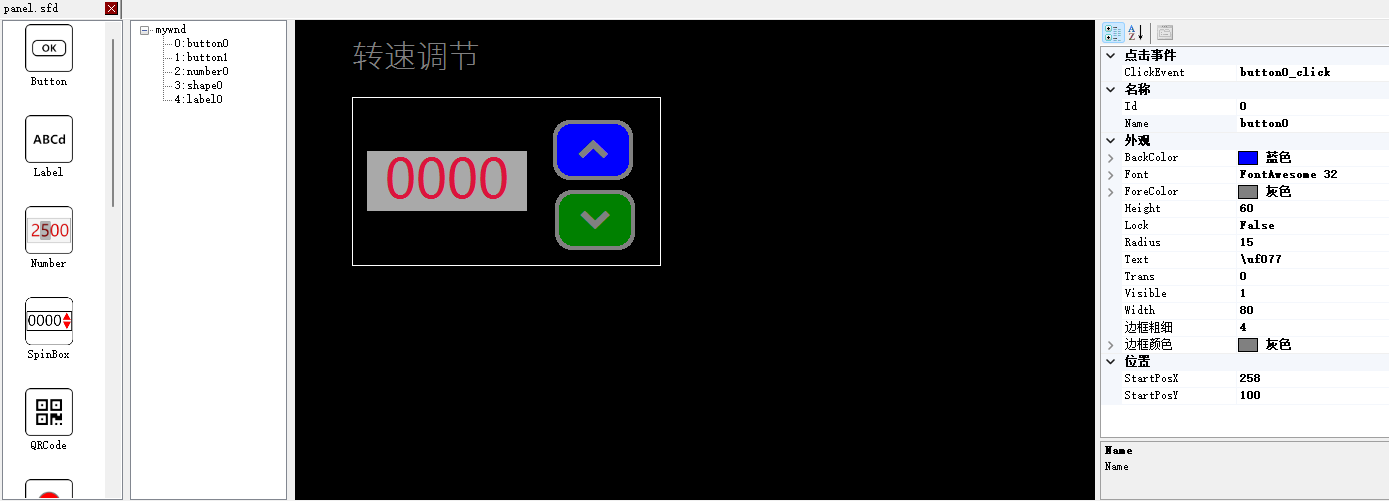 panel.sfd
OK
Button
ABCd
Label
2500
Number
0000
SpinBox
QRCode
mywnd
0:button0
1:button1
2:number0
3:shape0
4:label0
转速调节
0000
AZ
点击事件
ClickEvent button0_click
名称
Id 0
Name button0
外观
BackColor 蓝色
Font FontAwesome 32
ForeColor 灰色
Height 60
Lock False
Radius 15
Text \uf077
Trans 0
Visible 1
Width 80
边框粗细 4
边框颜色 灰色
位置
StartPosX 258
StartPosY 100
Name
Name